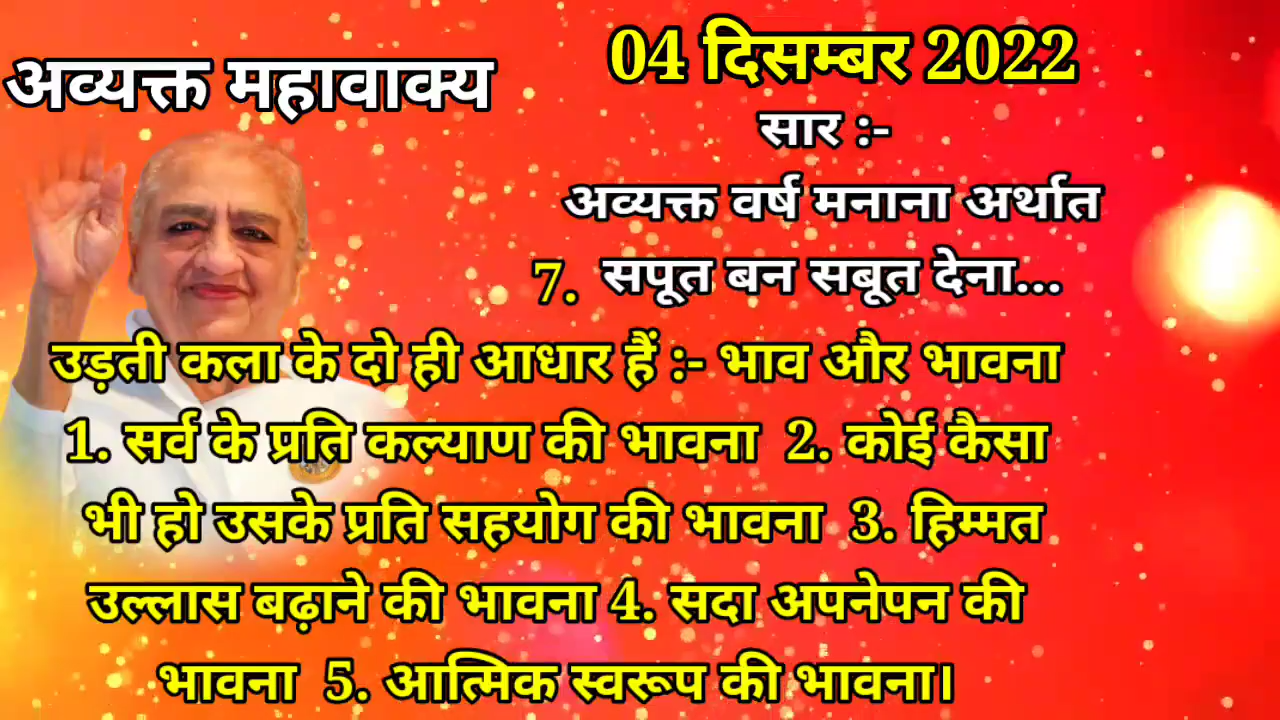 अव्यक्त महावाक्य
04 दिसम्बर 2022
सार :-
अव्यक्त वर्ष मनाना अर्थात
7. सपूत बन सबूत देना...
उड़ती कला के दो ही आधार हैं :- भाव और भावना
1. सर्व के प्रति कल्याण की भावना 2. कोई कैसा
भी हो उसके प्रति सहयोग की भावना 3. हिम्मत
उल्लास बढ़ाने की भावना 4. सदा अपनेपन की
भावना 5. आत्मिक स्वरूप की भावना।